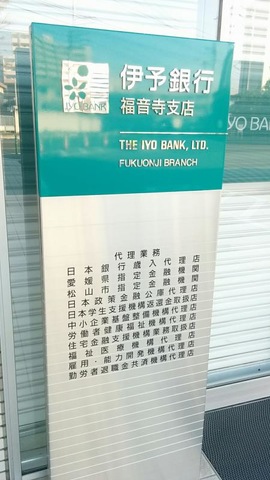 IYO BANK
伊予銀行
福音寺支店
THE IYO BANK, LTD.
FUKUONJI BRANCH
IYO BAN
代理業務
日本銀行歳入代理店
愛媛県指定金融機関
松山市指定金融機関
日本政策金融公庫代理店
日本学生支援機構返還金取扱店
中小企業基盤整備機構代理店
労働者健康福祉機構代理店
住宅金融支援機構業務取扱店
福祉医療機構代理店
雇用・能力開発機構代理店
勤労者退職金共済機構代理店